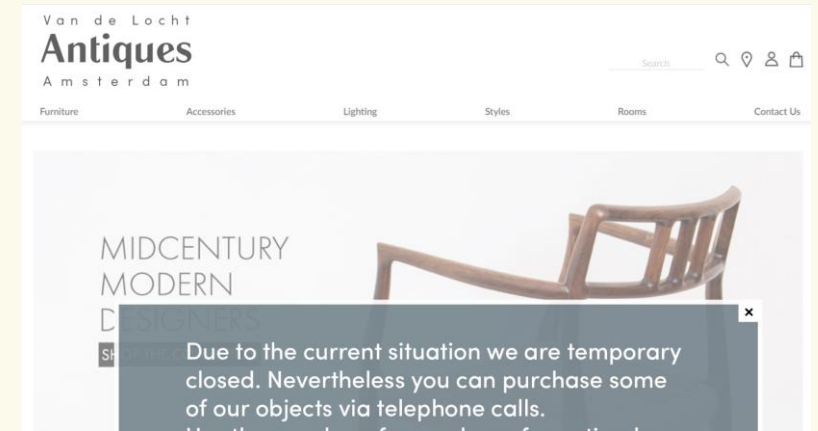 Van de Locht
Antiques
Amsterdam
Search
Furniture Accessories Lighting Styles Rooms Contact Us
MIDCENTURY
MODERN
DESIGNERS
Due to the current situation we are temporary
closed. Nevertheless you can purchase some
of our objects via telephone calls.